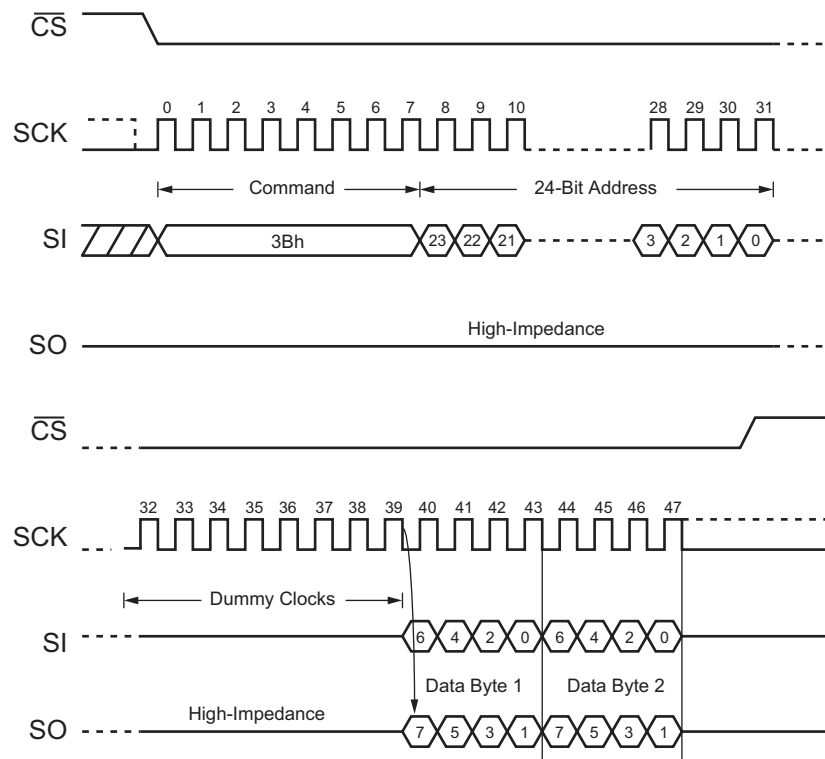 CS
0 1 2 3 4 5 6 7 8 9 10 28 29 30 31
SCK
Command 24-Bit Address
SI 3Bh 23 22 21 3 2 1 0
High-Impedance
SO
CS
32 33 34 35 36 37 38 39 40 41 42 43 44 45 46 47
SCK
Dummy Clocks
SI 6 4 2 0 6 4 2 0
Data Byte 1 Data Byte 2
High-Impedance
SO 7 5 3 1 7 5 3 1